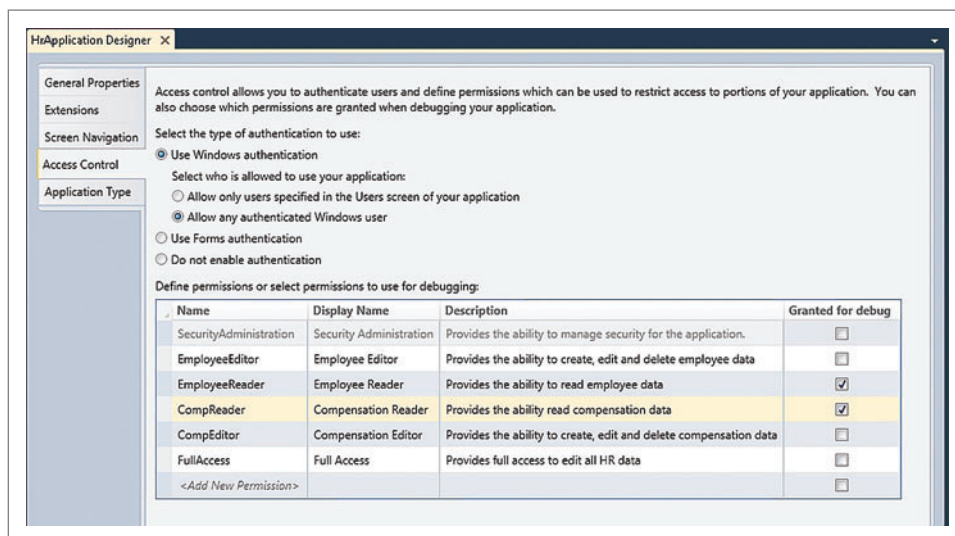 HrApplication Designer
General Properties
Extensions
Screen Navigation
Access Control
Application Type
Access control allows you to authenticate users and define permissions which can be used to restrict access to portions of your application. You can
also choose which permissions are granted when debugging your application.
Select the type of authentication to use:
Use Windows authentication
Select who is allowed to use your application:
Allow only users specified in the Users screen of your application
Allow any authenticated Windows user
Use Forms authentication
Do not enable authentication
Define permissions or select permissions to use for debugging:
Name Display Name Description Granted for debug
SecurityAdministration Security Administration Provides the ability to manage security for the application.
EmployeeEditor Employee Editor Provides the ability to create, edit and delete employee data
EmployeeReader Employee Reader Provides the ability to read employee data
CompReader Compensation Reader Provides the ability read compensation data
CompEditor Compensation Editor Provides the ability to create, edit and delete compensation data
FullAccess Full Access Provides full access to edit all HR data
<Add New Permission>